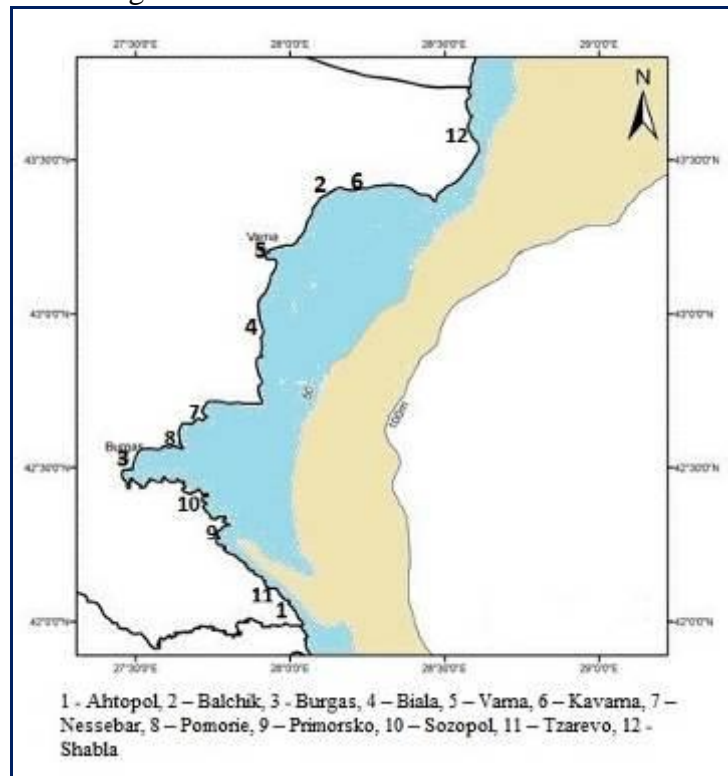 27°30'0"E 28°0'0"E 28°30'0"E 29°0'0"E
N
12
43°30'0"N 43°30'0"N
2 6
Varna
5
43°0'0"N 43°0'0"N
4
50
7
100m
8
Burgas
3
42°30'0"N 42°30'0"N
10
9
11
1
42°0'0"N 42°0'0"N
27°30'0"E 28°0'0"E 28°30'0"E 29°0'0"E
1 - Ahtopol, 2 – Balchik, 3 - Burgas, 4 – Biala, 5 – Varna, 6 – Kavarna, 7 –
Nessebar, 8 – Pomorie, 9 – Primorsko, 10 – Sozopol, 11 – Tzarevo, 12 -
Shabla